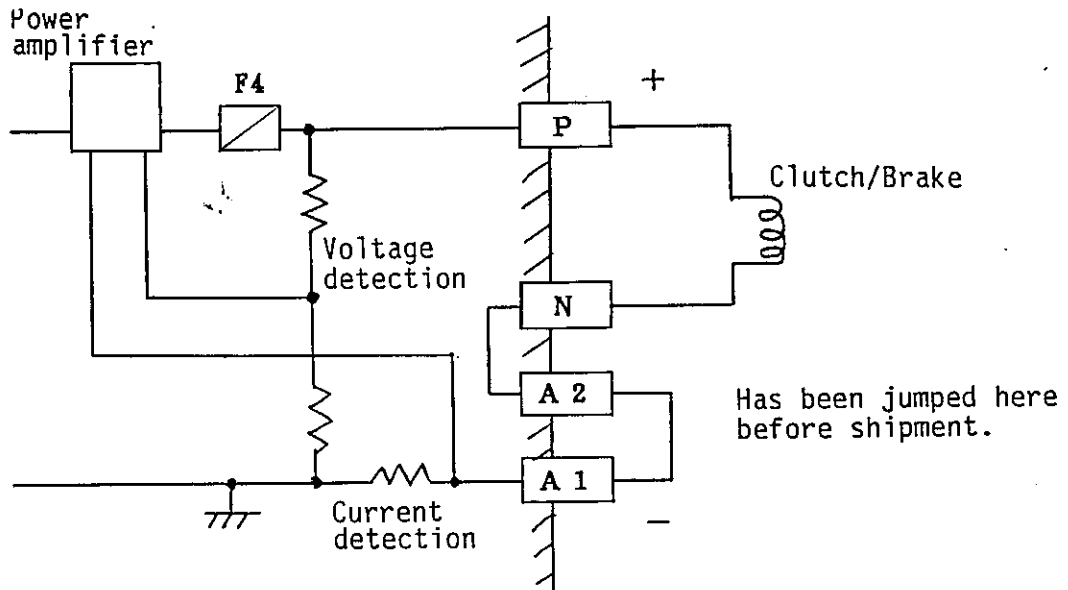 Power
amplifier
F4
+
P
Clutch/Brake
Voltage
detection
N
A 2
Has been jumped here
before shipment.
A 1
Current
detection
−